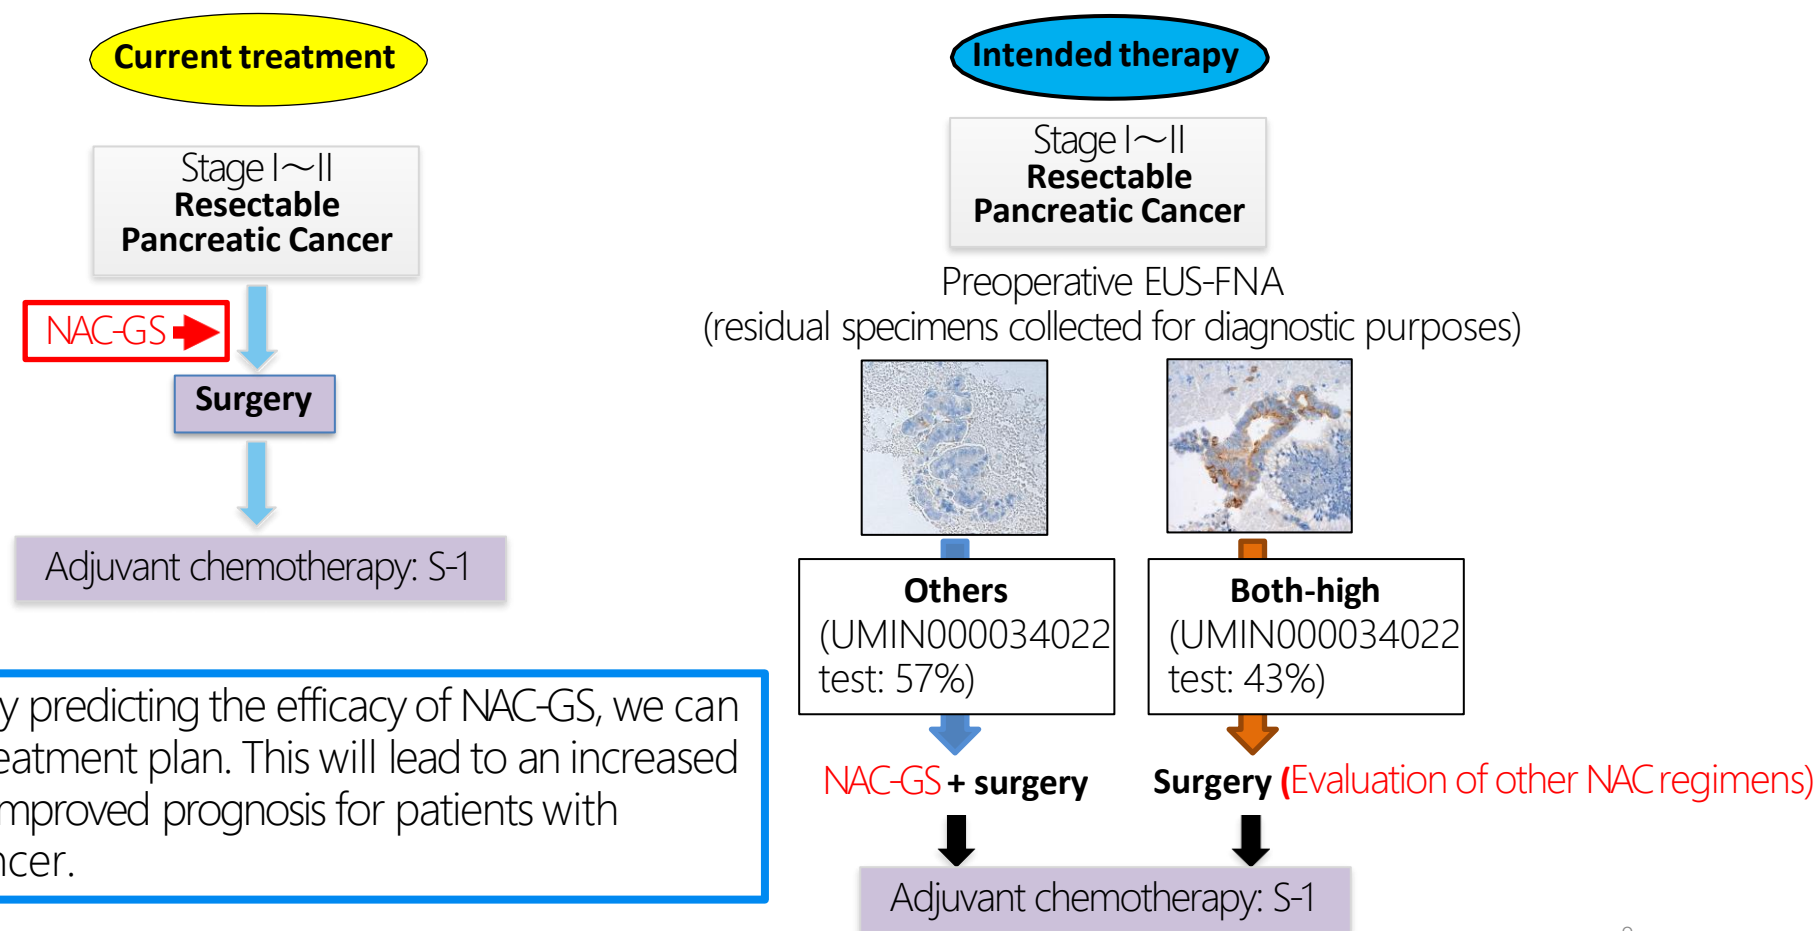 Current treatment
Stage I~II
Resectable
Pancreatic Cancer
NAC-GS
Surgery
Adjuvant chemotherapy: S-1
y predicting the efficacy of NAC-GS, we can
reatment plan. This will lead to an increased
improved prognosis for patients with
ncer.
Intended therapy
Stage I~II
Resectable
Pancreatic Cancer
Preoperative EUS-FNA
(residual specimens collected for diagnostic purposes)
Others
(UMIN000034022
test: 57%)
Both-high
(UMIN000034022
test: 43%)
NAC-GS + surgery
Surgery (Evaluation of other NAC regimens)
Adjuvant chemotherapy: S-1